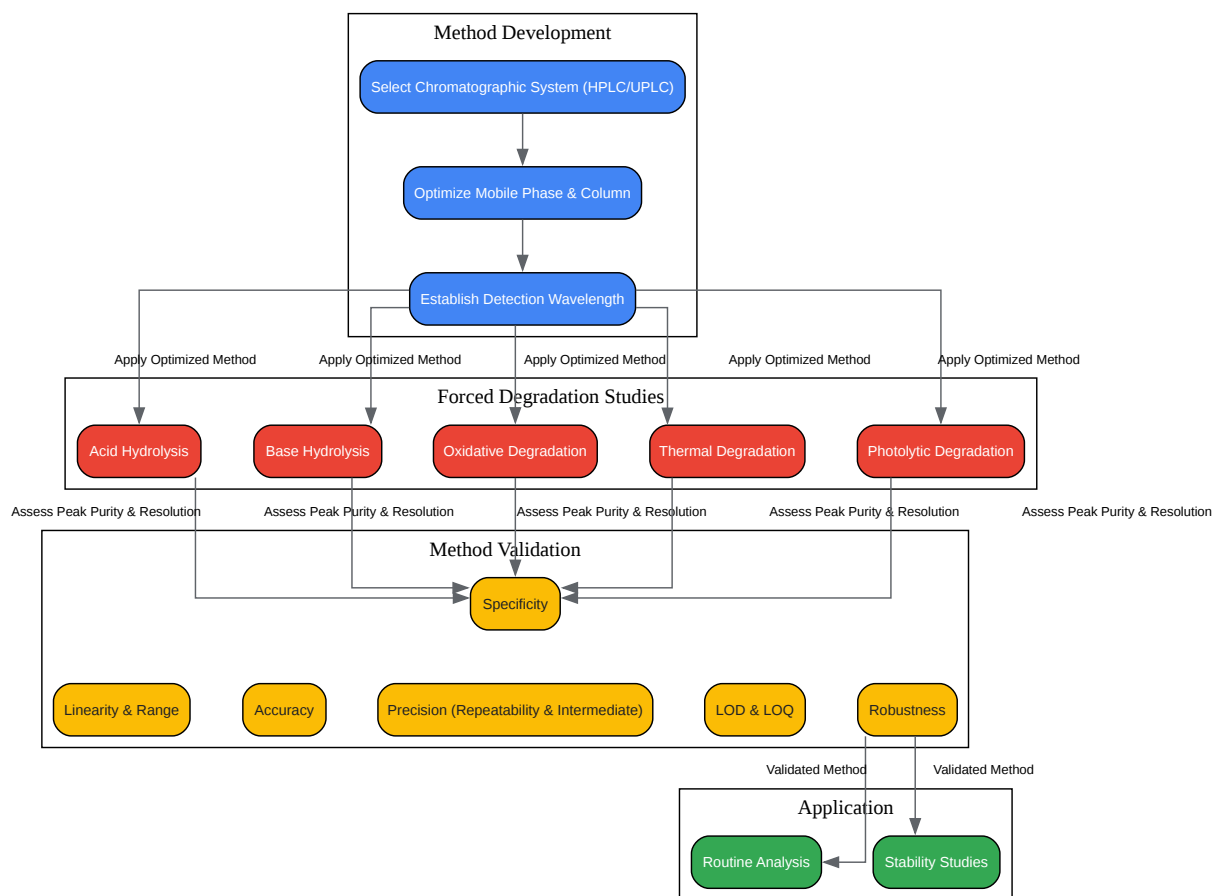 Method Development
Select Chromatographic System (HPLC/UPLC)
Optimize Mobile Phase & Column
Establish Detection Wavelength
Apply Optimized Method
Apply Optimized Method
Apply Optimized Method
Apply Optimized Method
Apply Optimized Method
Forced Degradation Studies
Acid Hydrolysis
Base Hydrolysis
Oxidative Degradation
Thermal Degradation
Photolytic Degradation
Assess Peak Purity & Resolution
Assess Peak Purity & Resolution
Assess Peak Purity & Resolution
Assess Peak Purity & Resolution
Assess Peak Purity & Resolution
Method Validation
Specificity
Linearity & Range
Accuracy
Precision (Repeatability & Intermediate)
LOD & LOQ
Robustness
Validated Method
Validated Method
Application
Routine Analysis
Stability Studies